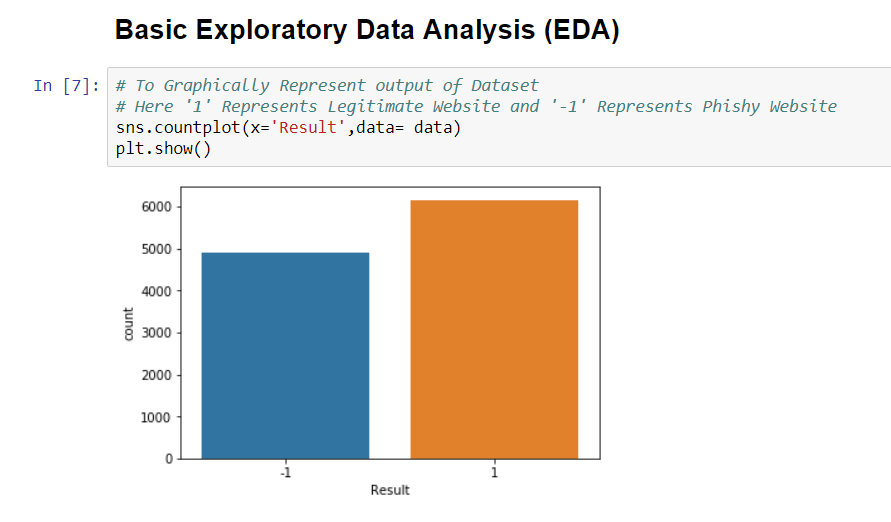 Basic Exploratory Data Analysis (EDA)
In [7]: # To Graphically Represent output of Dataset
# Here '1' Represents Legitimate Website and '-1' Represents Phishy Website
sns.countplot(x='Result',data= data)
plt.show()
6000
5000
4000
3000
2000
1000
0
count
-1 1
Result